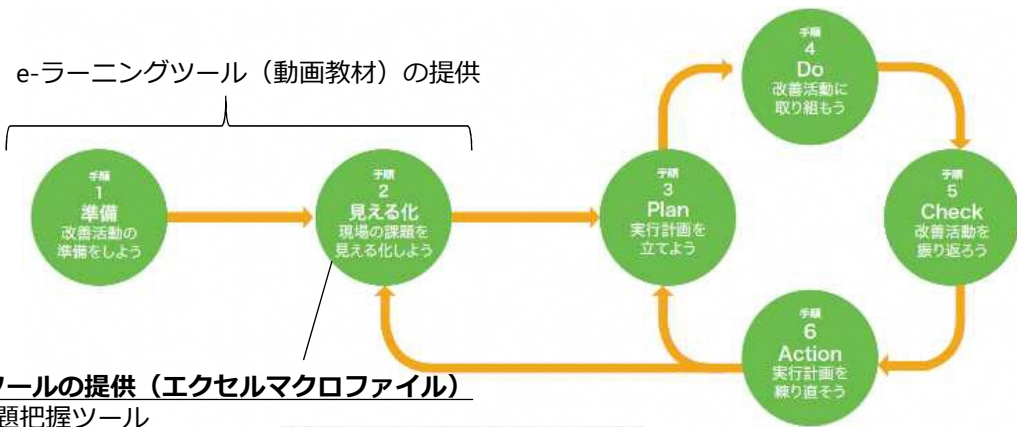 e-ラーニングツール（動画教材）の提供
手順
1
準備
改善活動の
準備をしよう
手順
2
見える化
現場の課題を
見える化しよう
手順
3
Plan
実行計画を
立てよう
手順
4
Do
改善活動に
取り組もう
手順
5
Check
改善活動を
振り返ろう
手順
6
Action
実行計画を
練り直そう
ツールの提供（エクセルマクロファイル）
題把握ツール